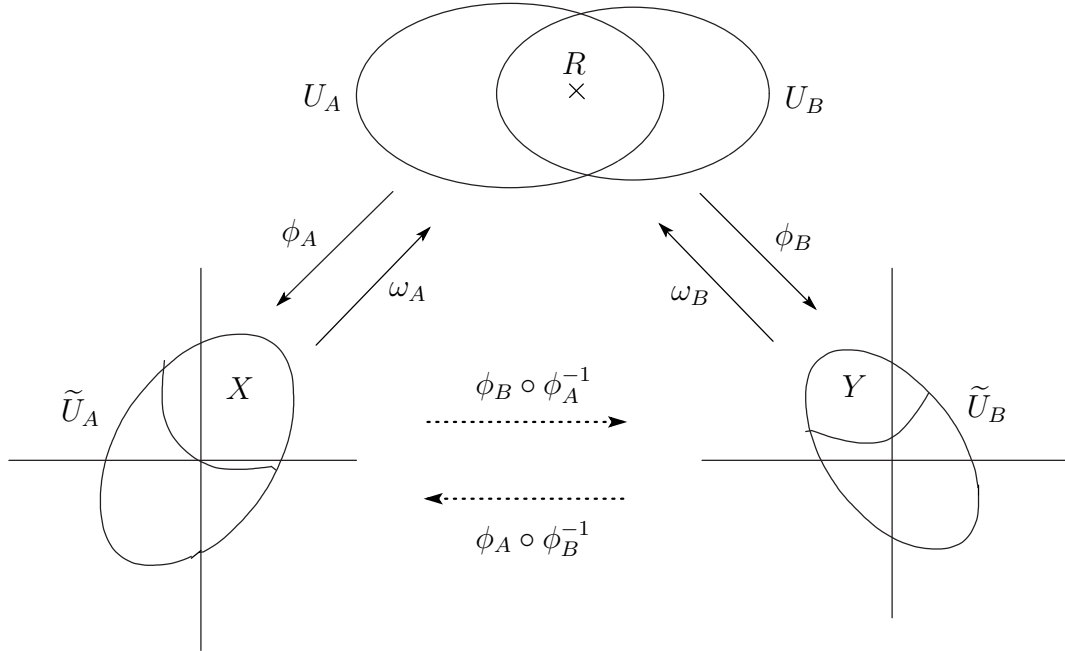 R
U_A
U_B
ϕ_A
ϕ_B
ω_A
ω_B
X
Y
Ũ_A
Ũ_B
ϕ_B ∘ ϕ_A^{-1}
ϕ_A ∘ ϕ_B^{-1}